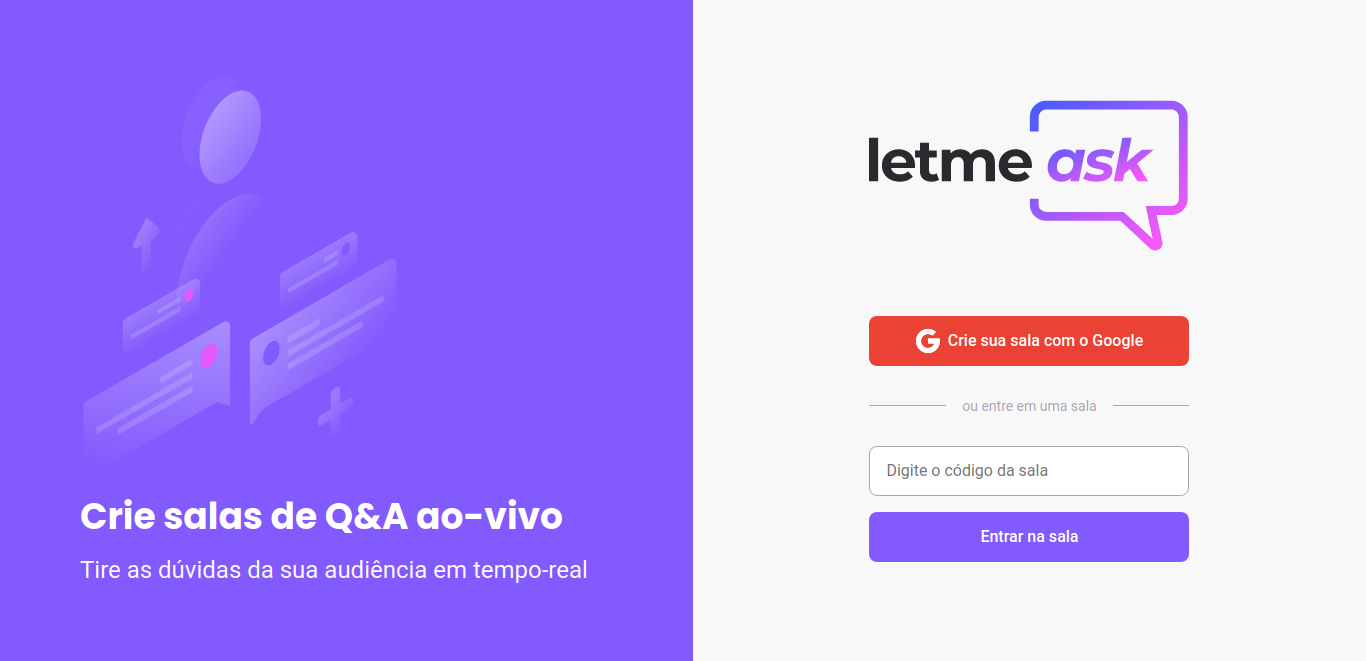 Crie salas de Q&A ao-vivo
Tire as dúvidas da sua audiência em tempo-real
letme ask
Crie sua sala com o Google
ou entre em uma sala
Digite o código da sala
Entrar na sala